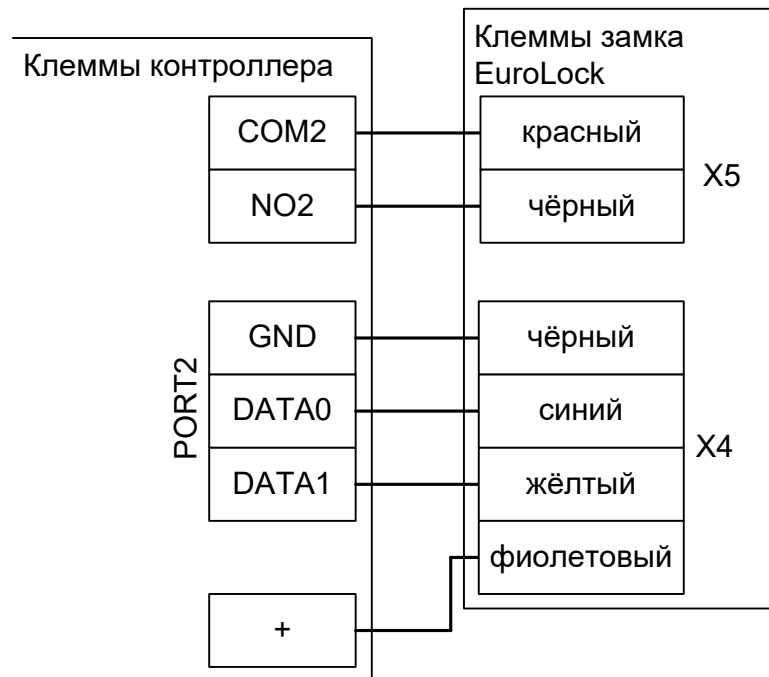 Клеммы контроллера
COM2
NO2
PORT2
GND
DATA0
DATA1
+
Клеммы замка
EuroLock
красный
чёрный
X5
чёрный
синий
жёлтый
фиолетовый
X4